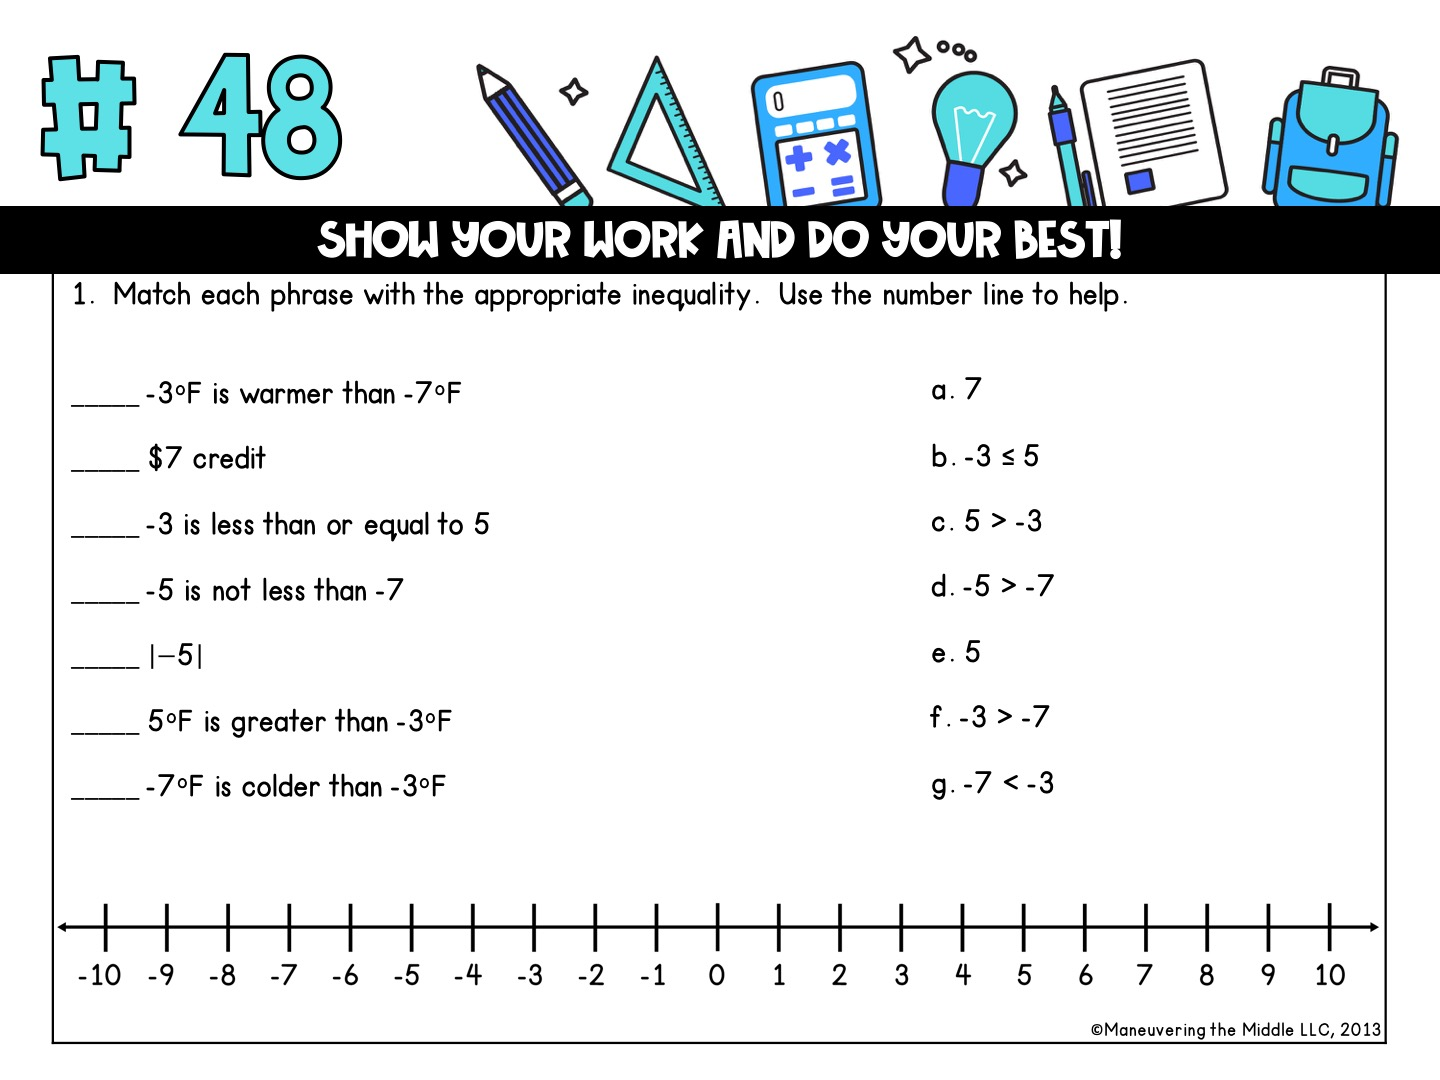 # 48
0
SHOW YOUR WORK AND DO YOUR BEST!
1. Match each phrase with the appropriate inequality. Use the number line to help.
_____ -3°F is warmer than -7°F
a. 7
_____ $7 credit
b. -3 ≤ 5
_____ -3 is less than or equal to 5
c. 5 > -3
_____ -5 is not less than -7
d. -5 > -7
_____ |−5|
e. 5
_____ 5°F is greater than -3°F
f. -3 > -7
_____ -7°F is colder than -3°F
g. -7 < -3
-10 -9 -8 -7 -6 -5 -4 -3 -2 -1 0 1 2 3 4 5 6 7 8 9 10
©Maneuvering the Middle LLC, 2013